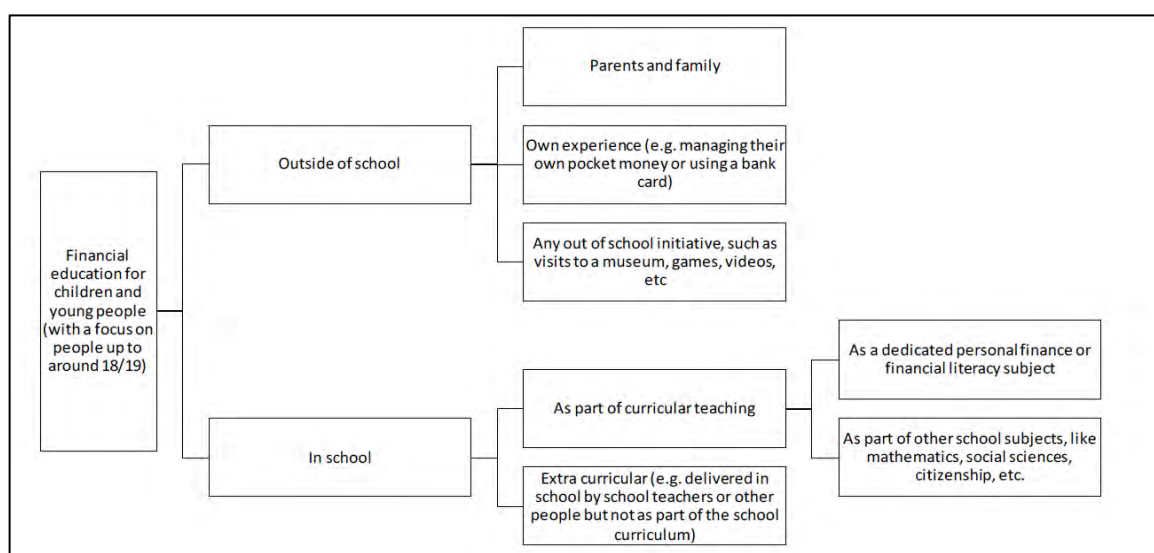 Parents and family
Own experience (e.g. managing their
own pocket money or using a bank
card)
Outside of school
Any out of school initiative, such as
visits to a museum, games, videos,
etc
Financial
education for
children and
young people
(with a focus on
people up to
around 18/19)
As a dedicated personal finance or
financial literacy subject
As part of curricular teaching
As part of other school subjects, like
mathematics, social sciences,
citizenship, etc.
In school
Extra curricular (e.g. delivered in
school by school teachers or other
people but not as part of the school
curriculum)